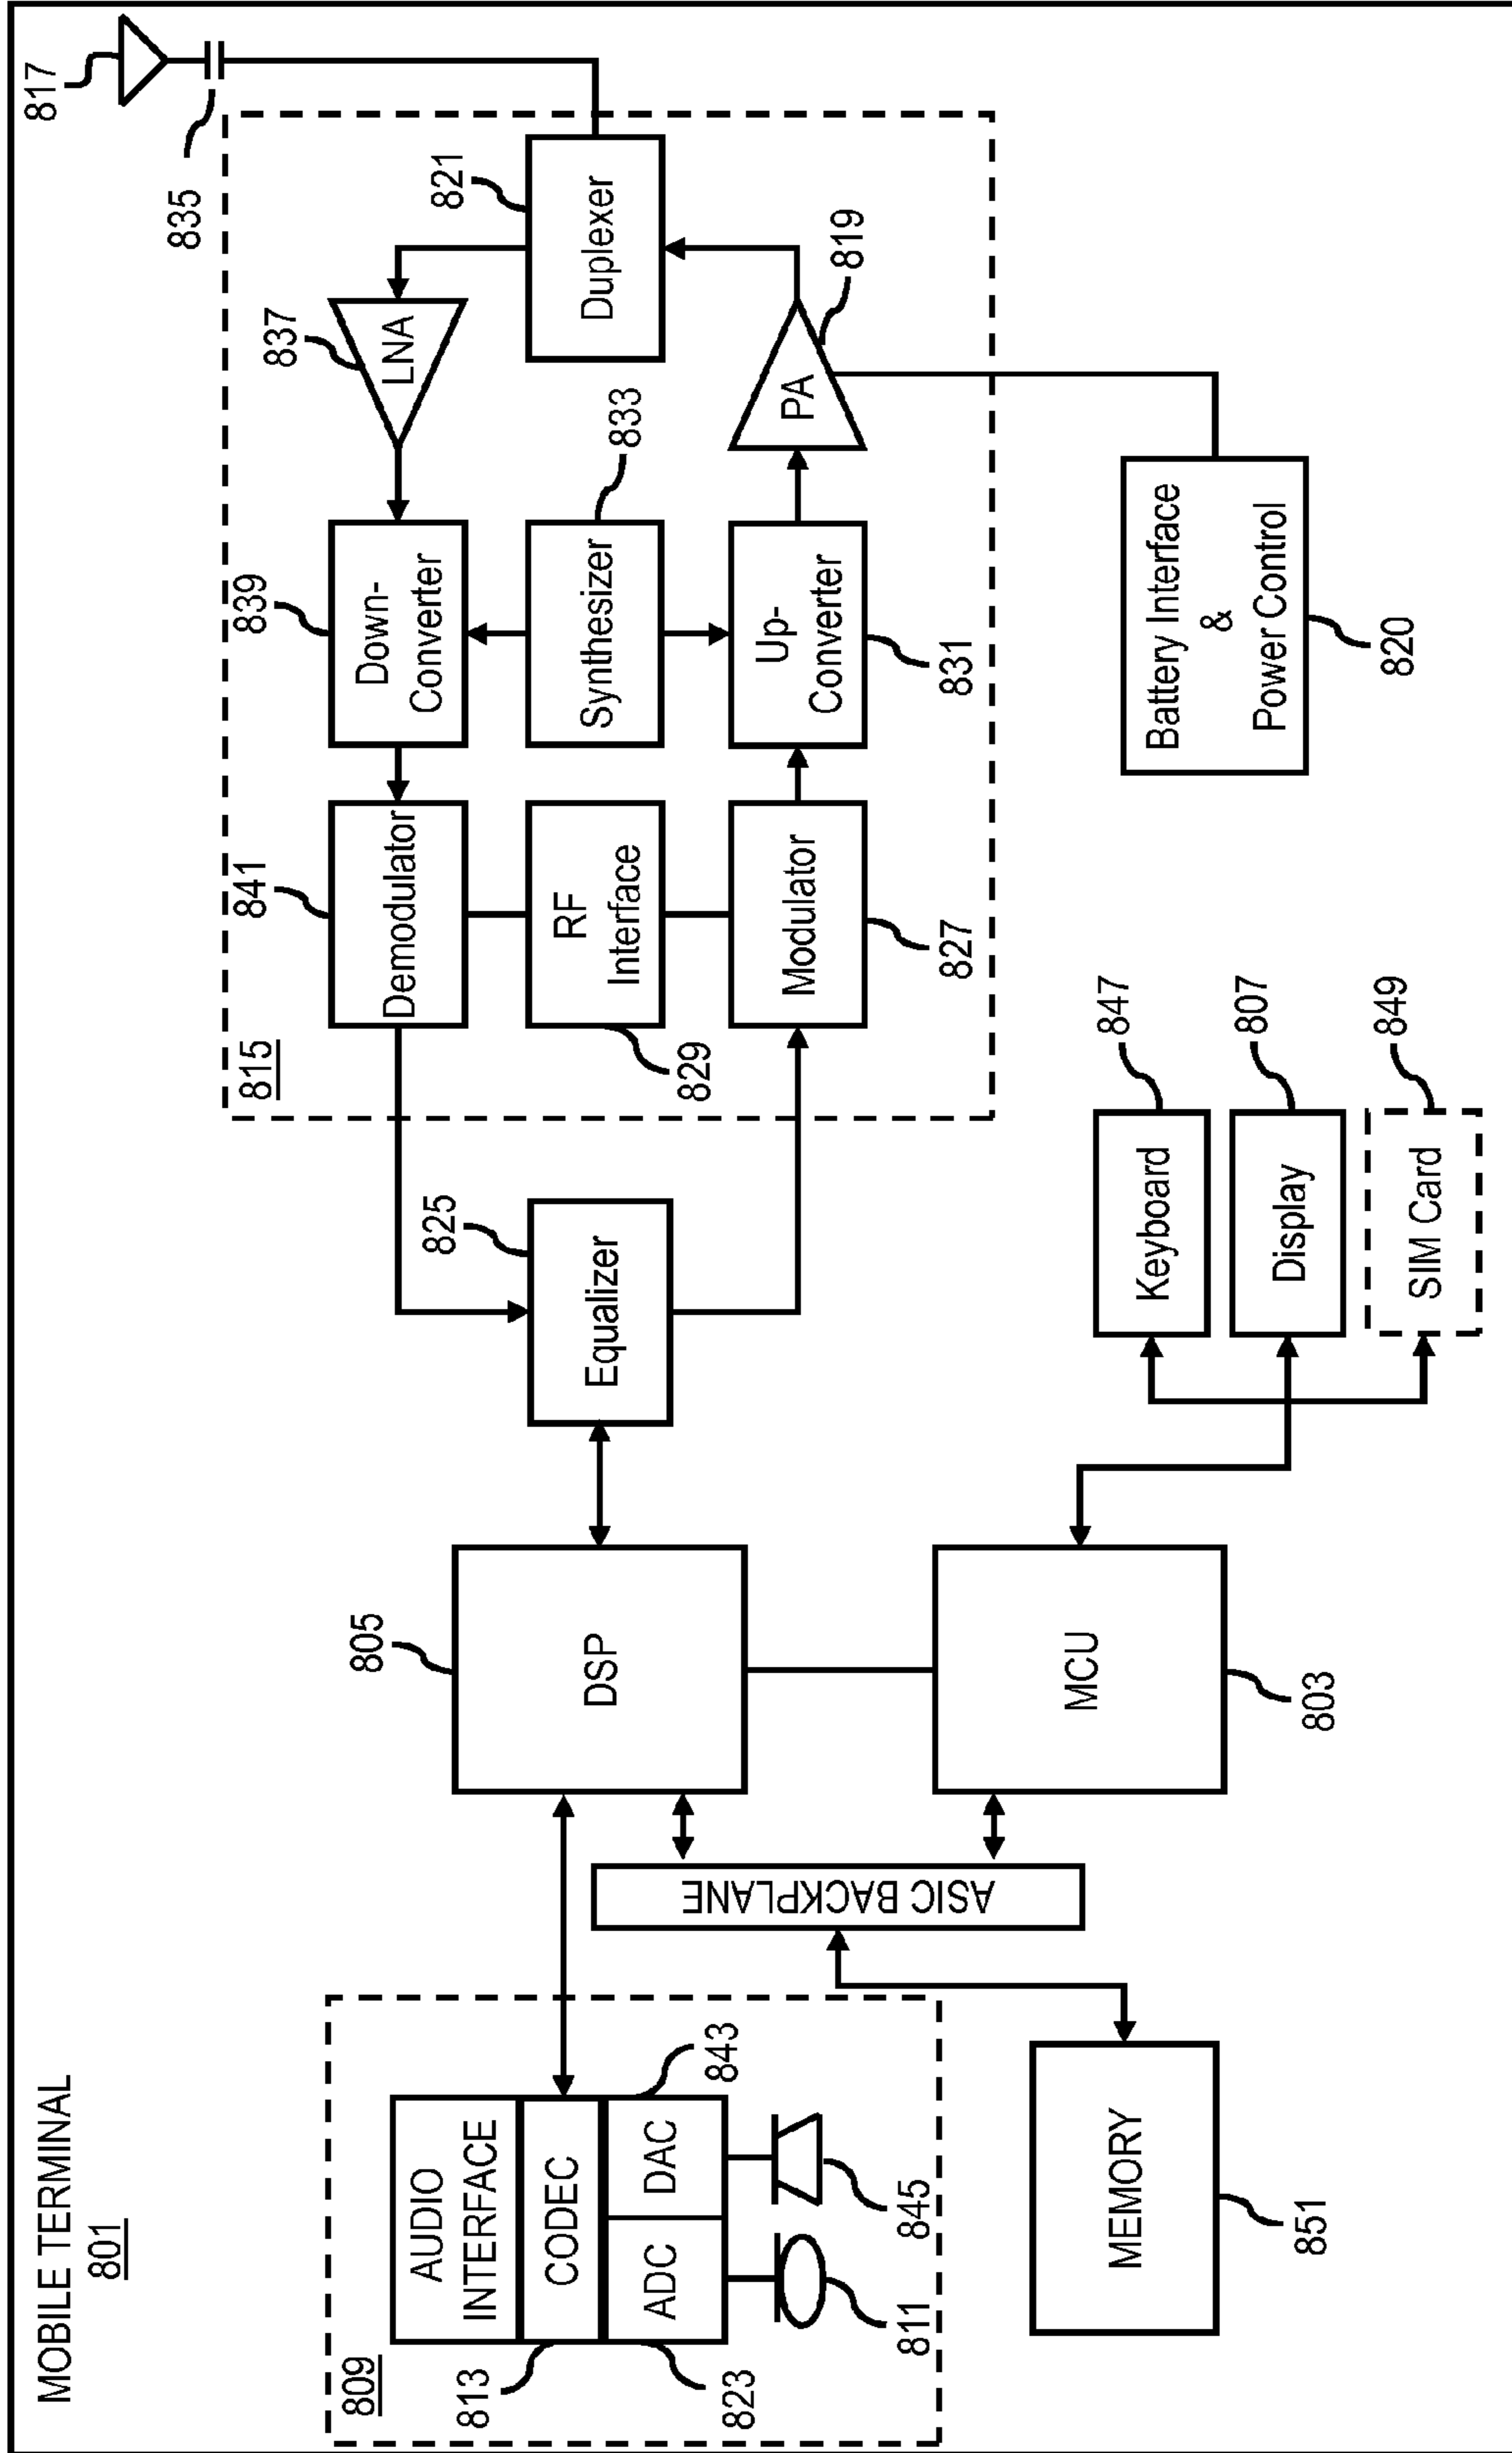 MOBILE TERMINAL
801
809
AUDIO
INTERFACE
CODEC
ADC
DAC
813
823
843
811
845
MEMORY
851
ASIC BACKPLANE
DSP
805
MCU
803
Equalizer
825
Keyboard
847
Display
807
SIM Card
849
815
Demodulator
841
RF
Interface
829
Modulator
827
Down-
Converter
839
Synthesizer
833
Up-
Converter
831
LNA
837
PA
819
Duplexer
821
835
817
Battery Interface
&
Power Control
820